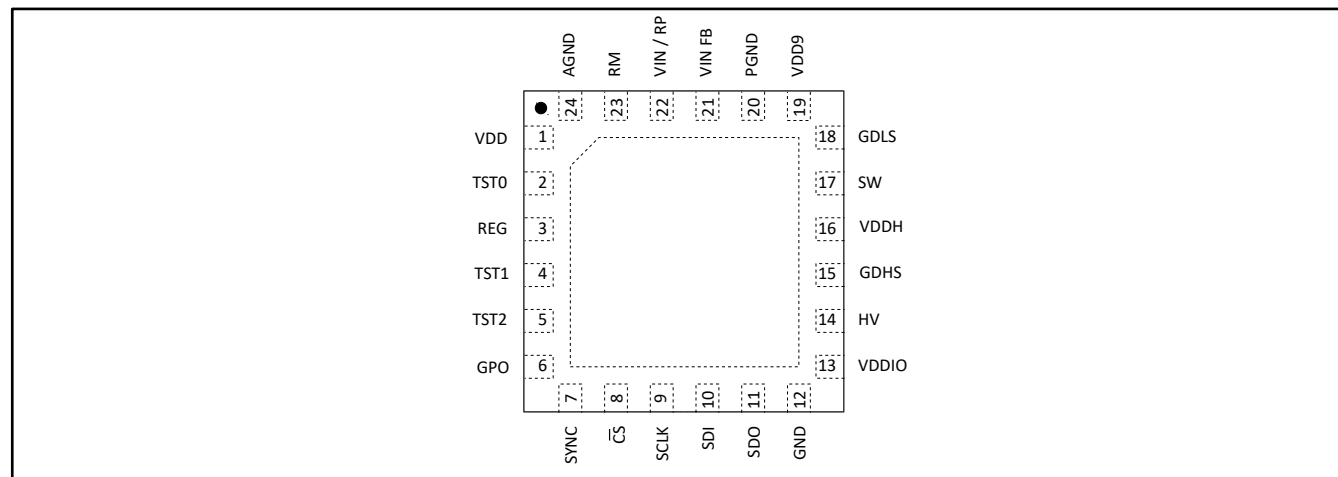 AGND RM VIN / RP VIN FB PGND VDD9
24 23 22 21 20 19
VDD 1 18 GDLS
TST0 2 17 SW
REG 3 16 VDDH
TST1 4 15 GDHS
TST2 5 14 HV
GPO 6 13 VDDIO
7 8 9 10 11 12
SYNC C̅S̅ SCLK SDI SDO GND